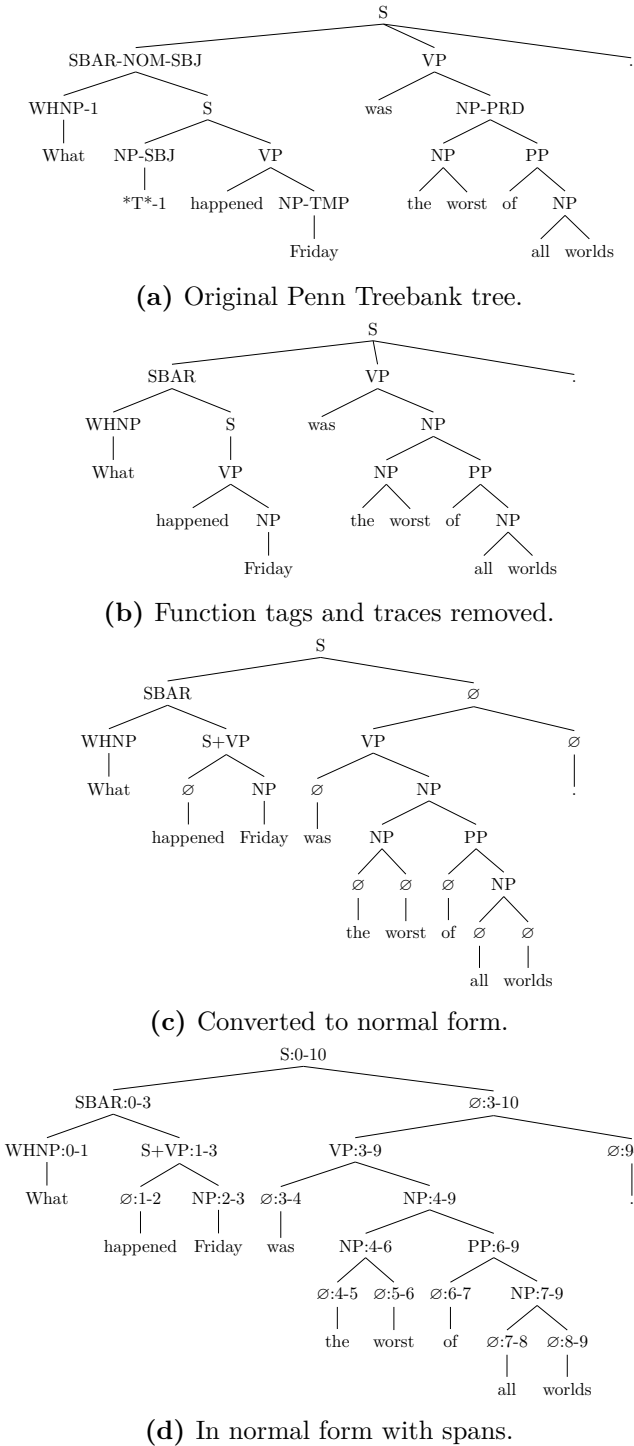 S
SBAR-NOM-SBJ VP .
WHNP-1 S was NP-PRD
What NP-SBJ VP NP PP
*T*-1 happened NP-TMP the worst of NP
Friday all worlds
(a) Original Penn Treebank tree.
S
SBAR VP .
WHNP S was NP
What VP NP PP
happened NP the worst of NP
Friday all worlds
(b) Function tags and traces removed.
S
SBAR ∅
WHNP S+VP VP ∅
What ∅ NP ∅ NP .
happened Friday was NP PP
∅ ∅ ∅ NP
the worst of ∅ ∅
all worlds
(c) Converted to normal form.
S:0-10
SBAR:0-3 ∅:3-10
WHNP:0-1 S+VP:1-3 VP:3-9 ∅:9
What ∅:1-2 NP:2-3 ∅:3-4 NP:4-9 .
happened Friday was NP:4-6 PP:6-9
∅:4-5 ∅:5-6 ∅:6-7 NP:7-9
the worst of ∅:7-8 ∅:8-9
all worlds
(d) In normal form with spans.